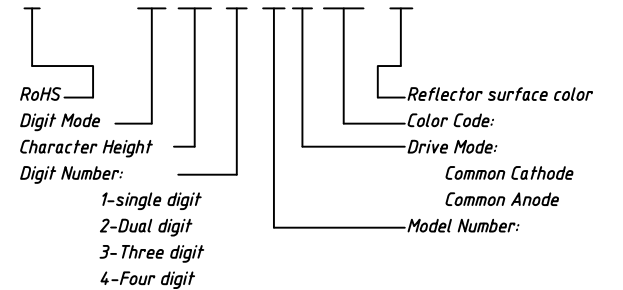 RoHS
Digit Mode
Character Height
Digit Number:
1-single digit
2-Dual digit
3-Three digit
4-Four digit
Reflector surface color
Color Code:
Drive Mode:
Common Cathode
Common Anode
Model Number: